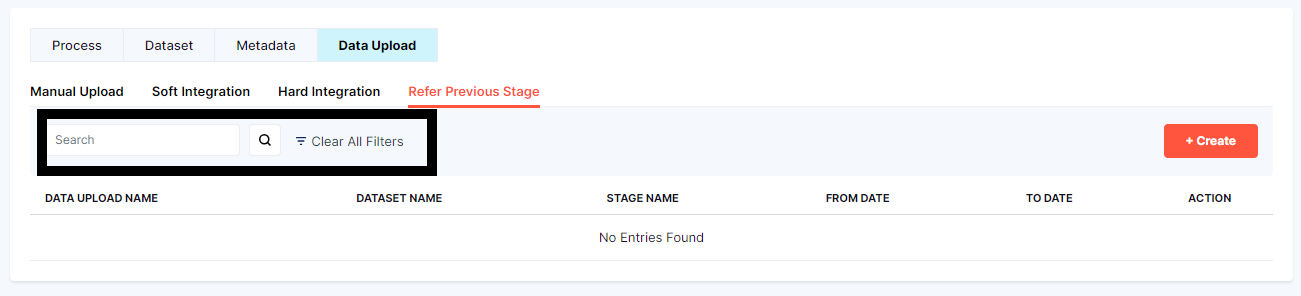 Process Dataset Metadata Data Upload
Manual Upload Soft Integration Hard Integration Refer Previous Stage
Search Clear All Filters + Create
DATA UPLOAD NAME DATASET NAME STAGE NAME FROM DATE TO DATE ACTION
No Entries Found